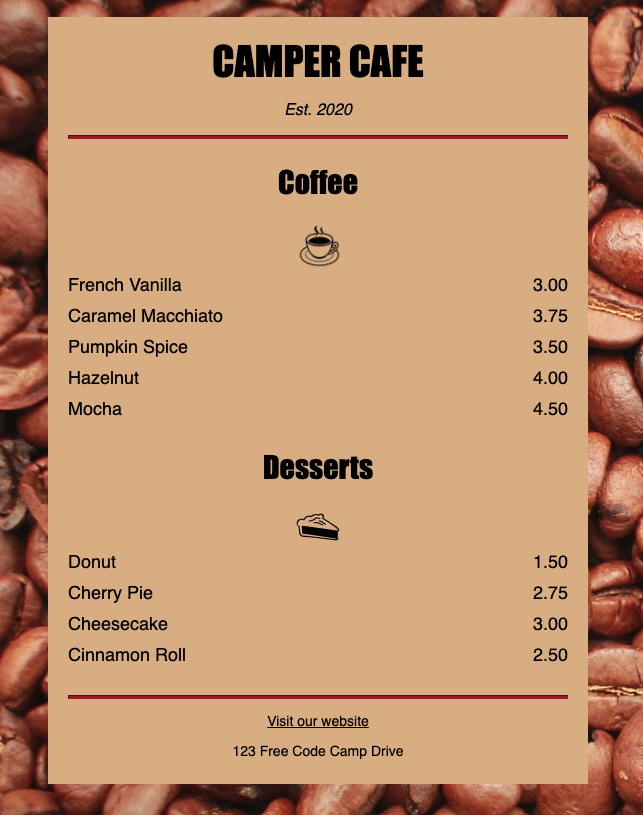 CAMPER CAFE
Est. 2020
Coffee
French Vanilla 3.00
Caramel Macchiato 3.75
Pumpkin Spice 3.50
Hazelnut 4.00
Mocha 4.50
Desserts
Donut 1.50
Cherry Pie 2.75
Cheesecake 3.00
Cinnamon Roll 2.50
Visit our website
123 Free Code Camp Drive